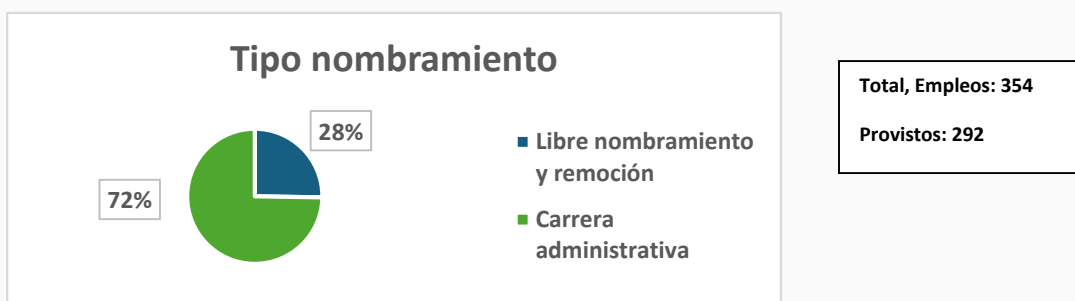 Tipo nombramiento
28%
72%
Libre nombramiento
y remoción
Carrera
administrativa
Total, Empleos: 354
Provistos: 292